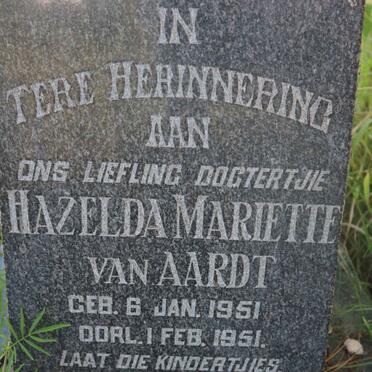 IN
TERE HERINNERING
AAN
ONS LIEFLING DOGTERTJIE
HAZELDA MARIETTE
VAN AARDT
GEB. 6 JAN. 1951
OORL. 1 FEB. 1951.
LAAT DIE KINDERTJIES